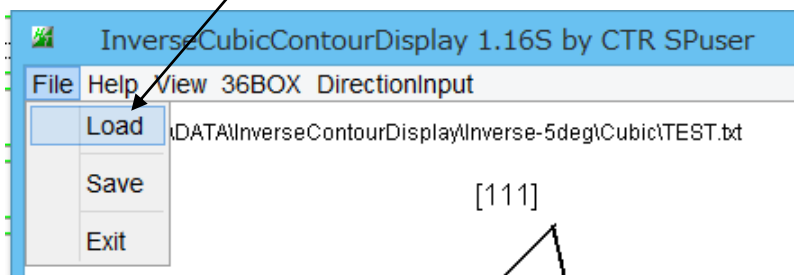 InverseCubicContourDisplay 1.16S by CTR SPuser
File Help View 36BOX DirectionInput
Load
\DATA\InverseContourDisplay\Inverse-5deg\Cubic\TEST.txt
Save
[111]
Exit